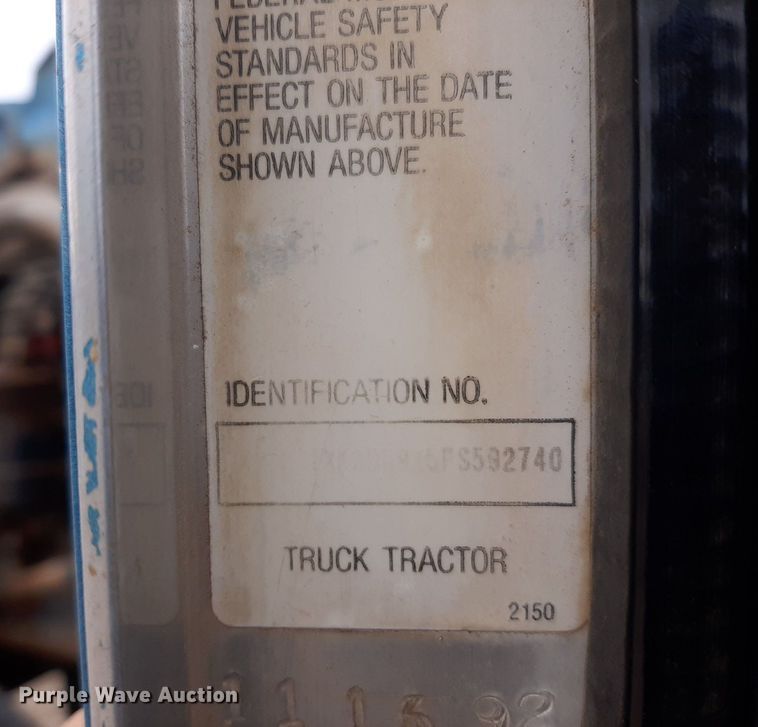 VEHICLE SAFETY
STANDARDS IN
EFFECT ON THE DATE
OF MANUFACTURE
SHOWN ABOVE.
IDENTIFICATION NO.
PS592740
TRUCK TRACTOR
2150
Purple Wave Auction